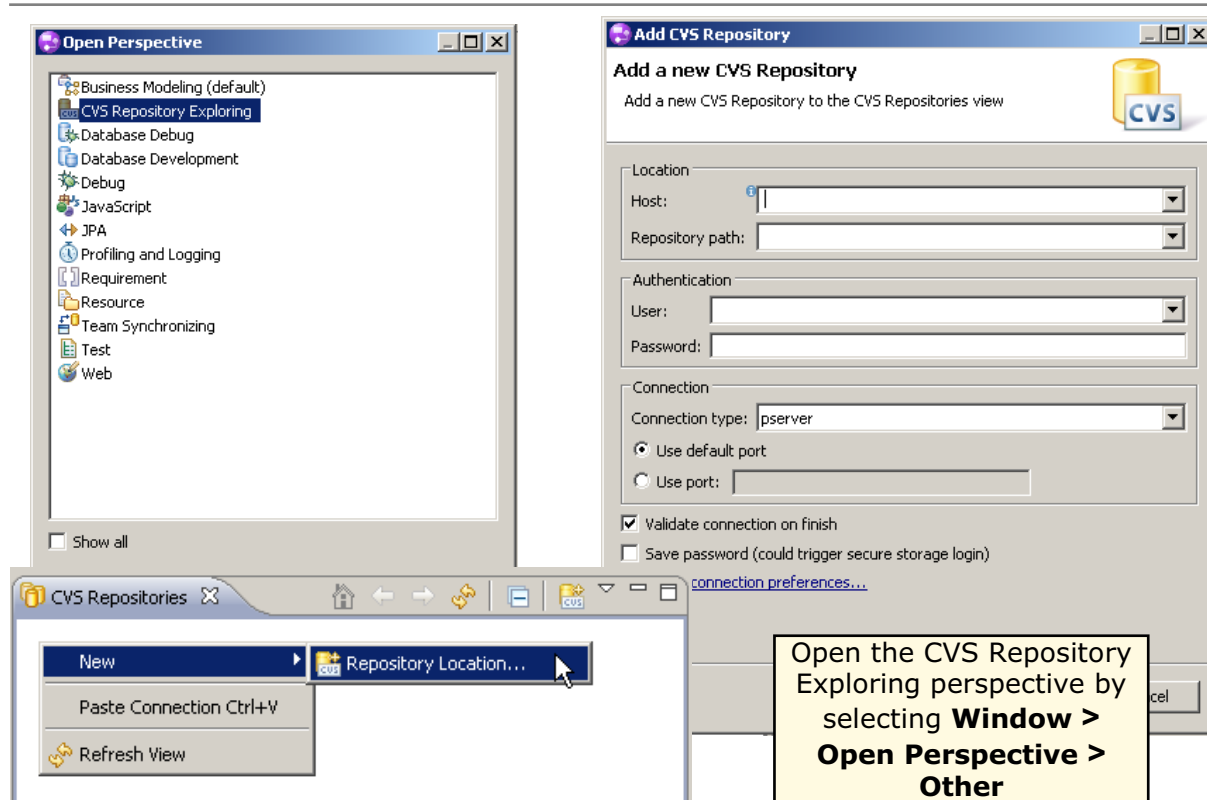 Open Perspective
Business Modeling (default)
CVS Repository Exploring
Database Debug
Database Development
Debug
JavaScript
JPA
Profiling and Logging
Requirement
Resource
Team Synchronizing
Test
Web
Show all
Add CVS Repository
Add a new CVS Repository
Add a new CVS Repository to the CVS Repositories view
CVS
Location
Host:
Repository path:
Authentication
User:
Password:
Connection
Connection type: pserver
Use default port
Use port:
Validate connection on finish
Save password (could trigger secure storage login)
connection preferences...
cel
CVS Repositories
New
Repository Location...
Paste Connection Ctrl+V
Refresh View
Open the CVS Repository
Exploring perspective by
selecting Window >
Open Perspective >
Other